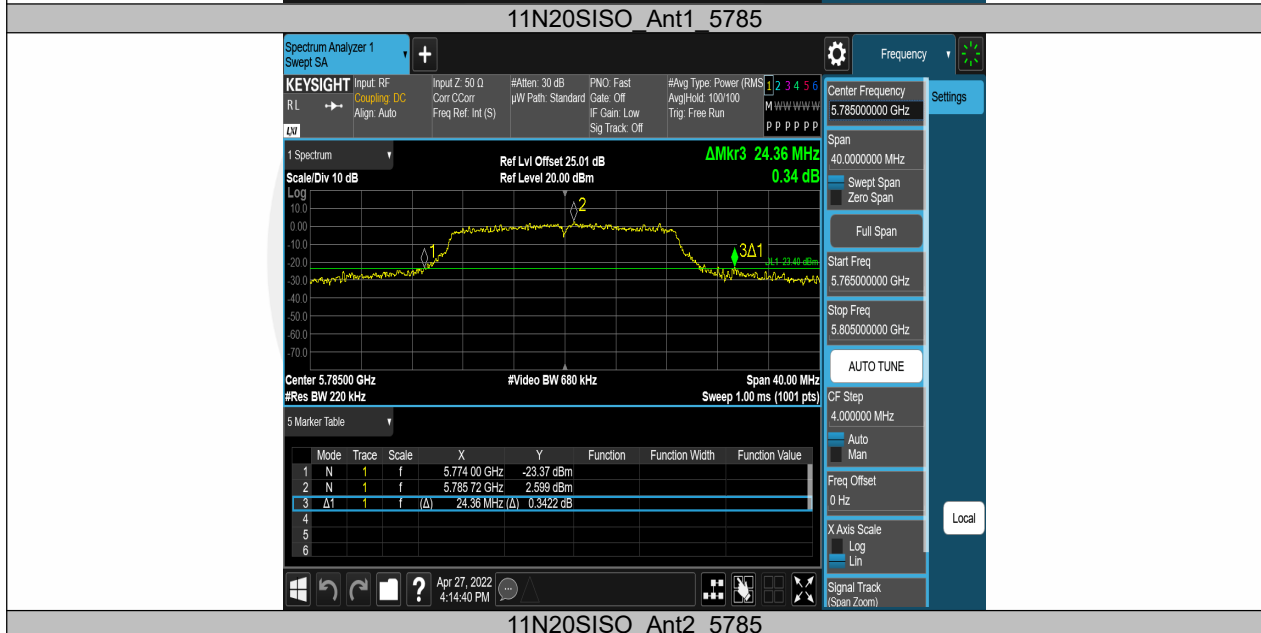 11N20SISO_Ant1_5785
Spectrum Analyzer 1
Swept SA
+
Frequency
KEYSIGHT
RL
LXI
Input: RF
Coupling: DC
Align: Auto
Input Z: 50 Ω
Corr CCorr
Freq Ref: Int (S)
#Atten: 30 dB
µW Path: Standard
PNO: Fast
Gate: Off
IF Gain: Low
Sig Track: Off
#Avg Type: Power (RMS
Avg|Hold: 100/100
Trig: Free Run
1 2 3 4 5 6
M W W W W W
P P P P P P
Center Frequency
5.785000000 GHz
Settings
Span
40.0000000 MHz
Swept Span
Zero Span
Full Span
Start Freq
5.765000000 GHz
Stop Freq
5.805000000 GHz
AUTO TUNE
CF Step
4.000000 MHz
Auto
Man
Freq Offset
0 Hz
X Axis Scale
Log
Lin
Signal Track
(Span Zoom)
Local
1 Spectrum
Scale/Div 10 dB
Ref Lvl Offset 25.01 dB
Ref Level 20.00 dBm
ΔMkr3 24.36 MHz
0.34 dB
Log
10.0
0.00
-10.0
-20.0
-30.0
-40.0
-50.0
-60.0
-70.0
1
2
3Δ1
DL1 -23.40 dBm
Center 5.78500 GHz
#Res BW 220 kHz
#Video BW 680 kHz
Span 40.00 MHz
Sweep 1.00 ms (1001 pts)
5 Marker Table
Mode Trace Scale X Y Function Function Width Function Value
1 N 1 f 5.774 00 GHz -23.37 dBm
2 N 1 f 5.785 72 GHz 2.599 dBm
3 Δ1 1 f (Δ) 24.36 MHz (Δ) 0.3422 dB
4
5
6
?
Apr 27, 2022
4:14:40 PM
11N20SISO_Ant2_5785